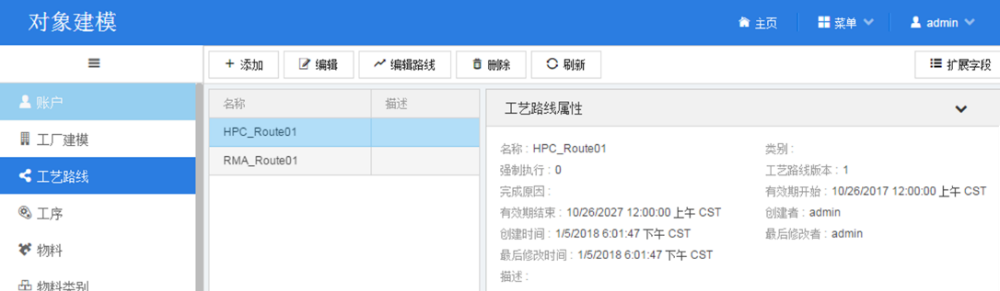 对象建模
主页 菜单 admin
添加 编辑 编辑路线 删除 刷新 扩展字段
账户
工厂建模
工艺路线
工序
物料
物料类别
名称 描述
HPC_Route01
RMA_Route01
工艺路线属性
名称 : HPC_Route01 类别 :
强制执行 : 0 工艺路线版本 : 1
完成原因 : 有效期开始 : 10/26/2017 12:00:00 上午 CST
有效期结束 : 10/26/2027 12:00:00 上午 CST 创建者 : admin
创建时间 : 1/5/2018 6:01:47 下午 CST 最后修改者 : admin
最后修改时间 : 1/5/2018 6:01:47 下午 CST
描述 :